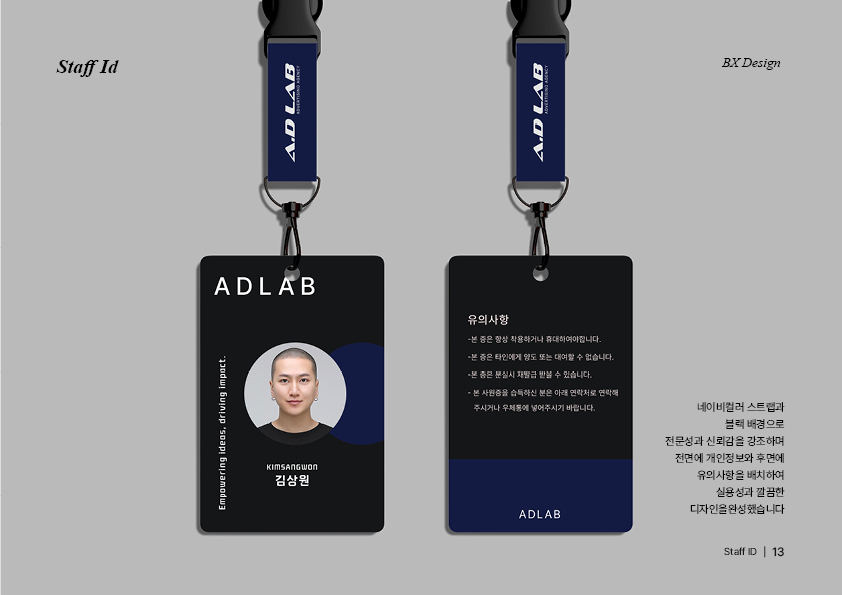 Staff Id
BX Design
A.D LAB
ADVERTISING AGENCY
A.D LAB
ADVERTISING AGENCY
ADLAB
Empowering ideas, driving impact.
KIMSANGWON
김상원
유의사항
-본 증은 항상 착용하거나 휴대하여야합니다.
-본 증은 타인에게 양도 또는 대여할 수 없습니다.
-본 증은 분실시 재발급 받을 수 있습니다.
- 본 사원증을 습득하신 분은 아래 연락처로 연락해
주시거나 우체통에 넣어주시기 바랍니다.
ADLAB
네이비컬러 스트랩과
블랙 배경으로
전문성과 신뢰감을 강조하며
전면에 개인정보와 후면에
유의사항을 배치하여
실용성과 깔끔한
디자인을완성했습니다
Staff ID | 13